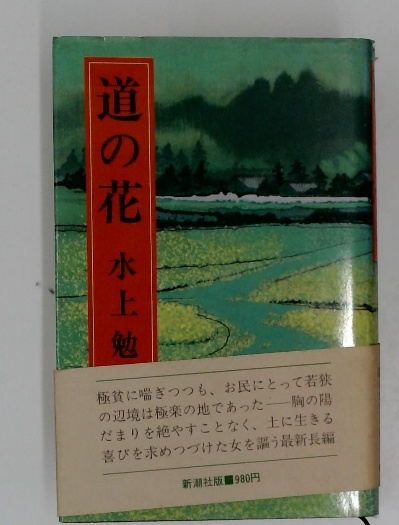 道の花
水上勉
極貧に喘ぎつつも、お民にとって若狭
の辺境は極楽の地であった——胸の陽
だまりを絶やすことなく、土に生きる
喜びを求めつづけた女を謳う最新長編
新潮社版■980円